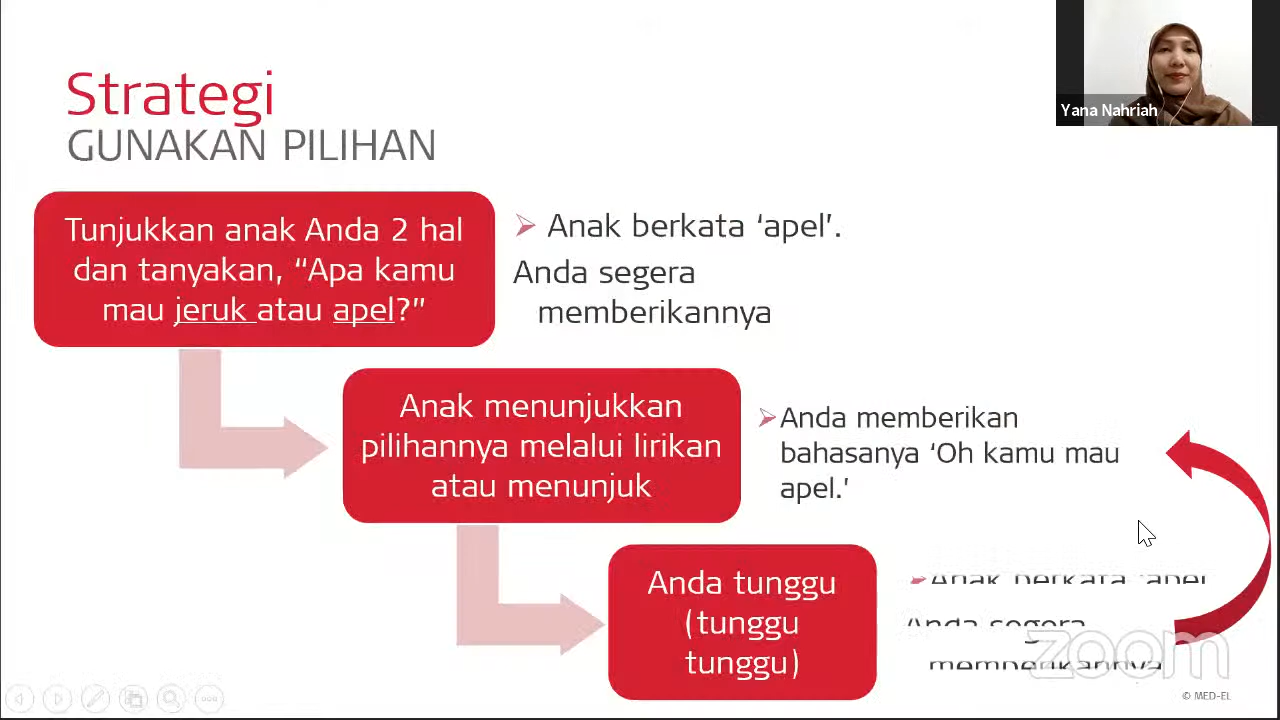 Strategi
GUNAKAN PILIHAN
Yana Nahriah
Tunjukkan anak Anda 2 hal
dan tanyakan, “Apa kamu
mau jeruk atau apel?”
➢ Anak berkata ‘apel’.
Anda segera
memberikannya
Anak menunjukkan
pilihannya melalui lirikan
atau menunjuk
➢ Anda memberikan
bahasanya ‘Oh kamu mau
apel.’
Anda tunggu
(tunggu
tunggu)
➢ Anak berkata ‘apel
Anda segera
memberikannya
zoom
© MED-EL